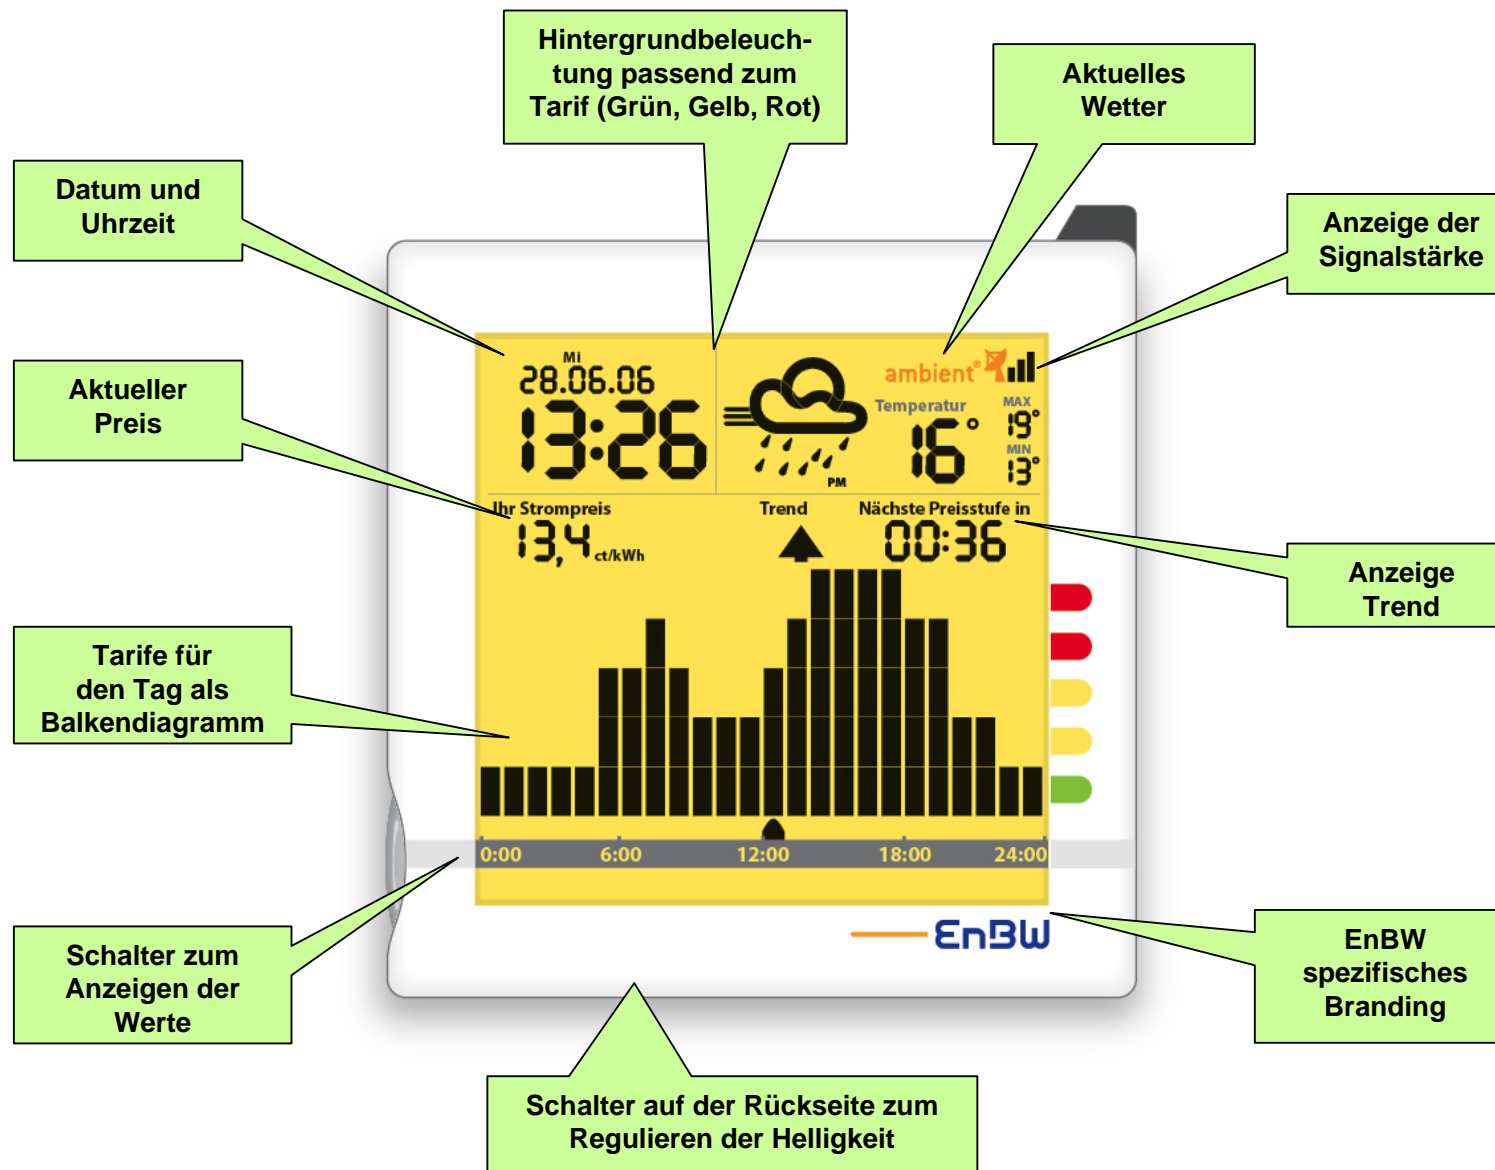 Hintergrundbeleuch-
tung passend zum
Tarif (Grün, Gelb, Rot)
Aktuelles
Wetter
Datum und
Uhrzeit
Anzeige der
Signalstärke
Aktueller
Preis
Mi
28.06.06
13:26
PM
ambient®
Temperatur
16°
MAX
19°
MIN
13°
Ihr Strompreis
13,4 ct/kWh
Trend
Nächste Preisstufe in
00:36
Anzeige
Trend
Tarife für
den Tag als
Balkendiagramm
0:00 6:00 12:00 18:00 24:00
EnBW
Schalter zum
Anzeigen der
Werte
EnBW
spezifisches
Branding
Schalter auf der Rückseite zum
Regulieren der Helligkeit